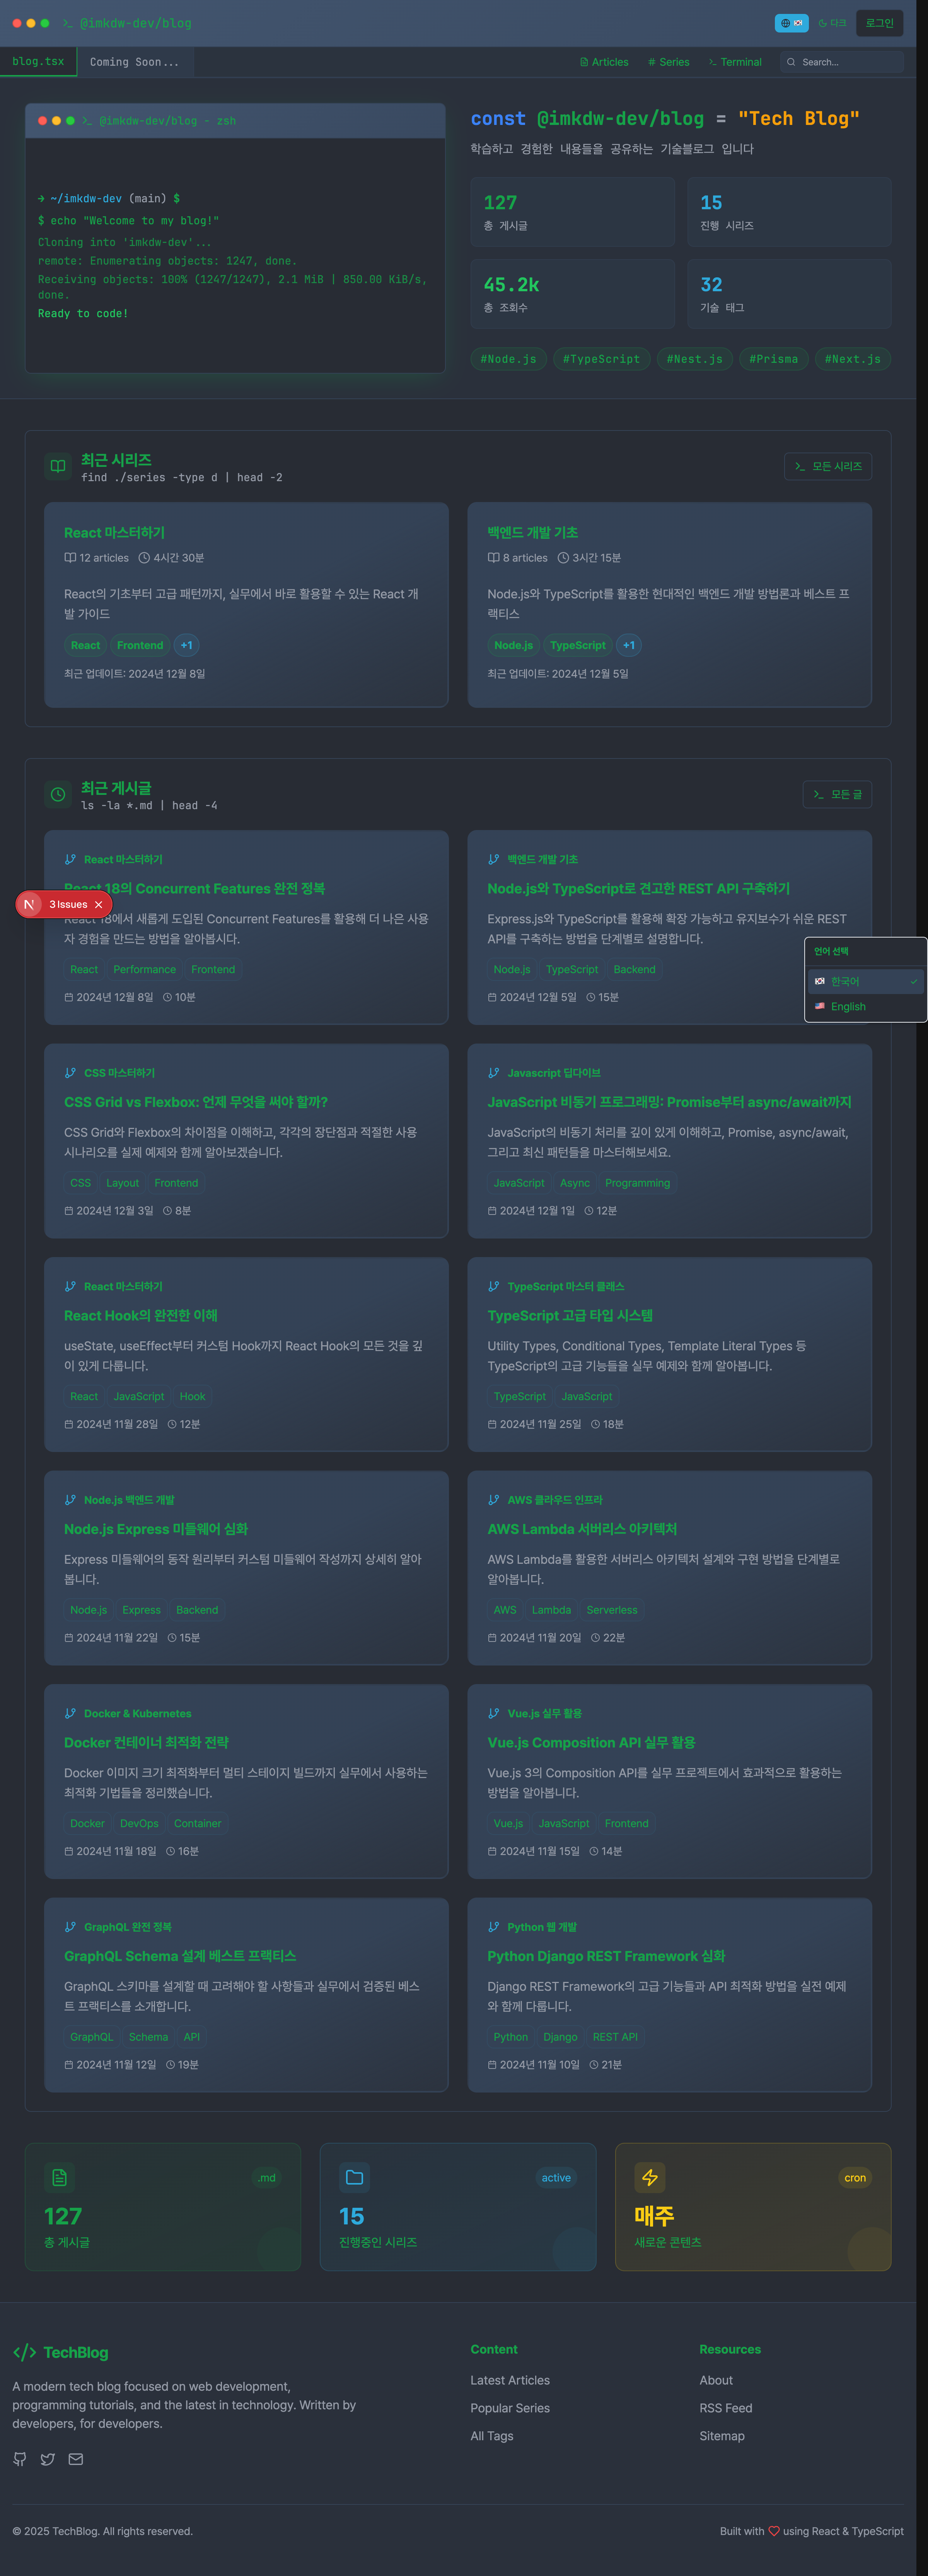 @imkdw-dev/blog
다크
로그인
blog.tsx
Coming Soon...
Articles
Series
Terminal
Search...
@imkdw-dev/blog - zsh
→ ~/imkdw-dev (main) $
$ echo "Welcome to my blog!"
Cloning into 'imkdw-dev'...
remote: Enumerating objects: 1247, done.
Receiving objects: 100% (1247/1247), 2.1 MiB | 850.00 KiB/s,
done.
Ready to code!
const @imkdw-dev/blog = "Tech Blog"
학습하고 경험한 내용들을 공유하는 기술블로그 입니다
127
총 게시글
15
진행 시리즈
45.2k
총 조회수
32
기술 태그
#Node.js
#TypeScript
#Nest.js
#Prisma
#Next.js
최근 시리즈
find ./series -type d | head -2
모든 시리즈
React 마스터하기
12 articles 4시간 30분
React의 기초부터 고급 패턴까지, 실무에서 바로 활용할 수 있는 React 개
발 가이드
React Frontend +1
최근 업데이트: 2024년 12월 8일
백엔드 개발 기초
8 articles 3시간 15분
Node.js와 TypeScript를 활용한 현대적인 백엔드 개발 방법론과 베스트 프
랙티스
Node.js TypeScript +1
최근 업데이트: 2024년 12월 5일
최근 게시글
ls -la *.md | head -4
모든 글
React 마스터하기
React 18의 Concurrent Features 완전 정복
React 18에서 새롭게 도입된 Concurrent Features를 활용해 더 나은 사용
자 경험을 만드는 방법을 알아봅시다.
React Performance Frontend
2024년 12월 8일 10분
N 3 Issues
백엔드 개발 기초
Node.js와 TypeScript로 견고한 REST API 구축하기
Express.js와 TypeScript를 활용해 확장 가능하고 유지보수가 쉬운 REST
API를 구축하는 방법을 단계별로 설명합니다.
Node.js TypeScript Backend
2024년 12월 5일 15분
언어 선택
한국어
English
CSS 마스터하기
CSS Grid vs Flexbox: 언제 무엇을 써야 할까?
CSS Grid와 Flexbox의 차이점을 이해하고, 각각의 장단점과 적절한 사용
시나리오를 실제 예제와 함께 알아보겠습니다.
CSS Layout Frontend
2024년 12월 3일 8분
Javascript 딥다이브
JavaScript 비동기 프로그래밍: Promise부터 async/await까지
JavaScript의 비동기 처리를 깊이 있게 이해하고, Promise, async/await,
그리고 최신 패턴들을 마스터해보세요.
JavaScript Async Programming
2024년 12월 1일 12분
React 마스터하기
React Hook의 완전한 이해
useState, useEffect부터 커스텀 Hook까지 React Hook의 모든 것을 깊
이 있게 다룹니다.
React JavaScript Hook
2024년 11월 28일 12분
TypeScript 마스터 클래스
TypeScript 고급 타입 시스템
Utility Types, Conditional Types, Template Literal Types 등
TypeScript의 고급 기능들을 실무 예제와 함께 알아봅니다.
TypeScript JavaScript
2024년 11월 25일 18분
Node.js 백엔드 개발
Node.js Express 미들웨어 심화
Express 미들웨어의 동작 원리부터 커스텀 미들웨어 작성까지 상세히 알아
봅니다.
Node.js Express Backend
2024년 11월 22일 15분
AWS 클라우드 인프라
AWS Lambda 서버리스 아키텍처
AWS Lambda를 활용한 서버리스 아키텍처 설계와 구현 방법을 단계별로
알아봅니다.
AWS Lambda Serverless
2024년 11월 20일 22분
Docker & Kubernetes
Docker 컨테이너 최적화 전략
Docker 이미지 크기 최적화부터 멀티 스테이지 빌드까지 실무에서 사용하는
최적화 기법들을 정리했습니다.
Docker DevOps Container
2024년 11월 18일 16분
Vue.js 실무 활용
Vue.js Composition API 실무 활용
Vue.js 3의 Composition API를 실무 프로젝트에서 효과적으로 활용하는
방법을 알아봅니다.
Vue.js JavaScript Frontend
2024년 11월 15일 14분
GraphQL 완전 정복
GraphQL Schema 설계 베스트 프랙티스
GraphQL 스키마를 설계할 때 고려해야 할 사항들과 실무에서 검증된 베스
트 프랙티스를 소개합니다.
GraphQL Schema API
2024년 11월 12일 19분
Python 웹 개발
Python Django REST Framework 심화
Django REST Framework의 고급 기능들과 API 최적화 방법을 실전 예제
와 함께 다룹니다.
Python Django REST API
2024년 11월 10일 21분
.md
127
총 게시글
active
15
진행중인 시리즈
cron
매주
새로운 콘텐츠
TechBlog
A modern tech blog focused on web development,
programming tutorials, and the latest in technology. Written by
developers, for developers.
Content
Latest Articles
Popular Series
All Tags
Resources
About
RSS Feed
Sitemap
© 2025 TechBlog. All rights reserved.
Built with ♡ using React & TypeScript